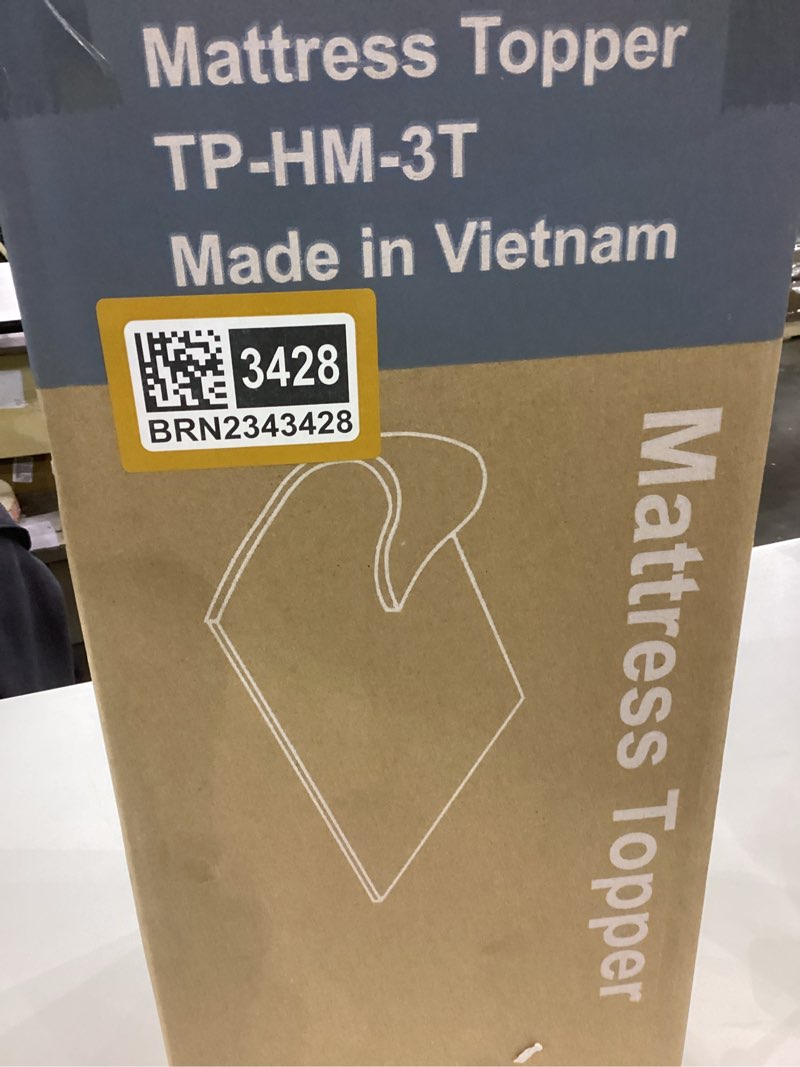 Mattress Topper
TP-HM-3T
Made in Vietnam
3428
BRN2343428
Mattress Topper